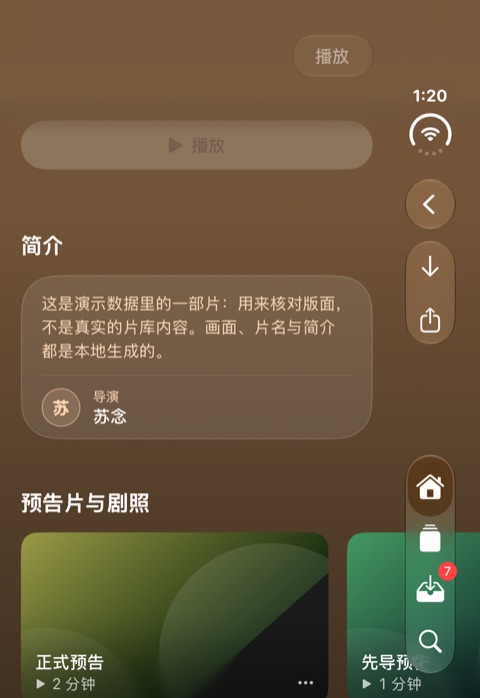 播放
1:20
播放
简介
这是演示数据里的一部片：用来核对版面，
不是真实的片库内容。画面、片名与简介
都是本地生成的。
苏
导演
苏念
预告片与剧照
7
正式预告
2 分钟
先导预
1 分钟